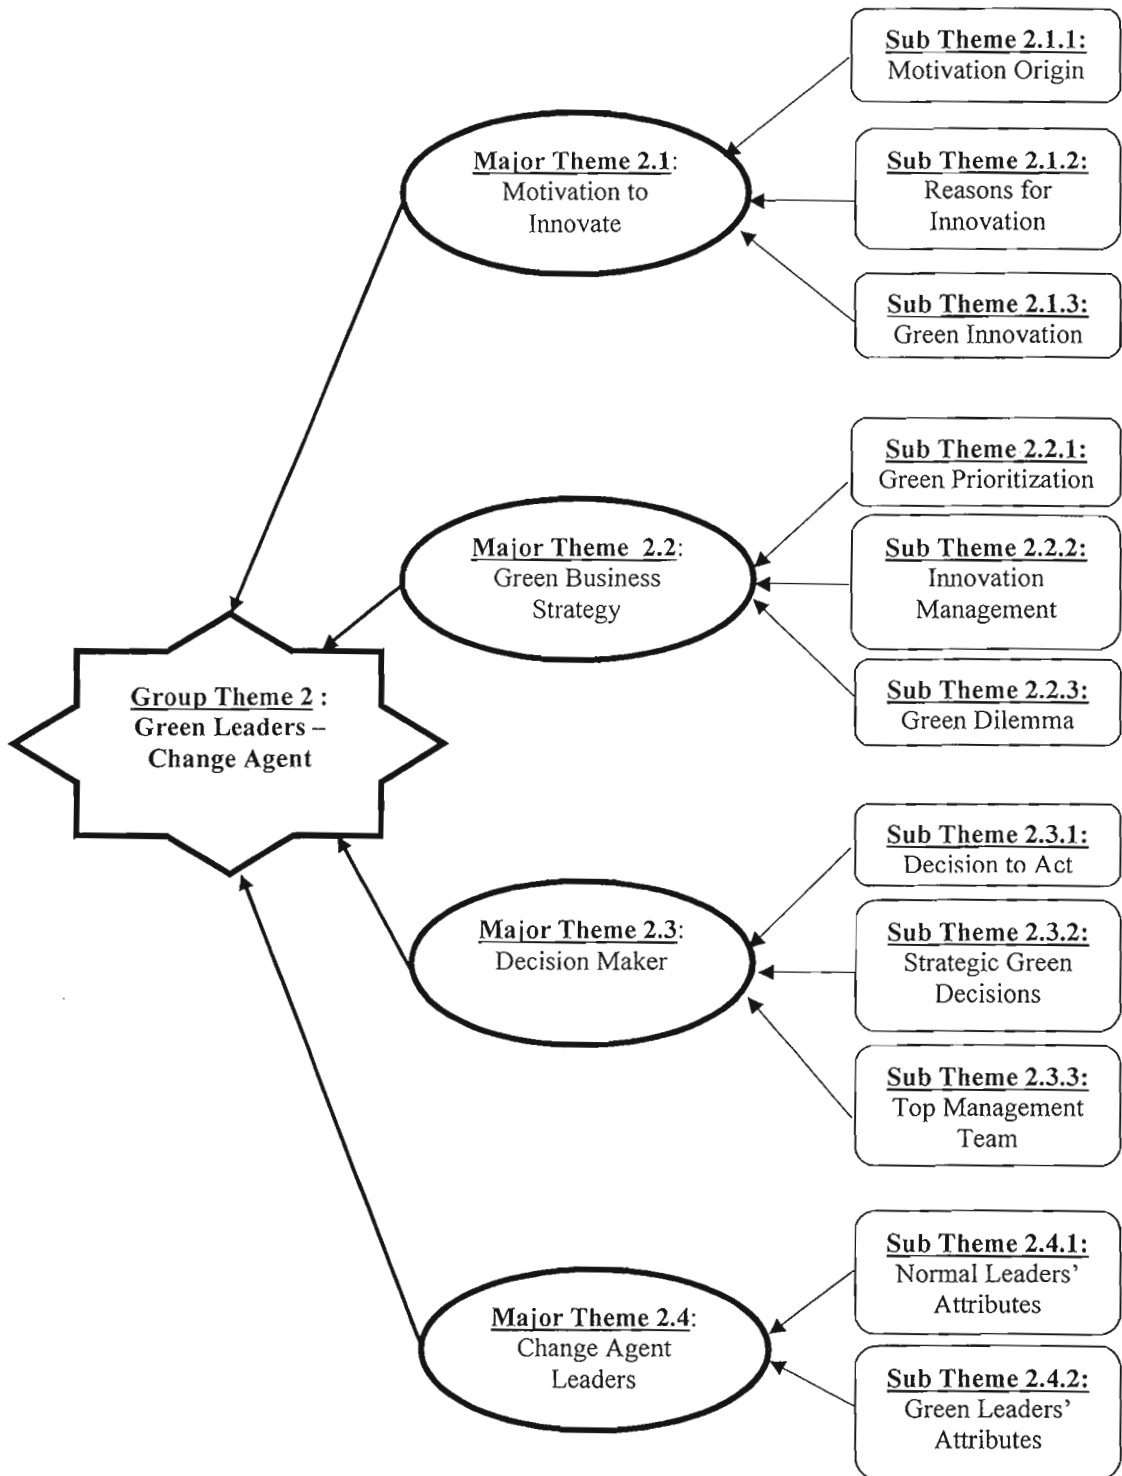 Sub Theme 2.1.1:
Motivation Origin
Major Theme 2.1:
Motivation to
Innovate
Sub Theme 2.1.2:
Reasons for
Innovation
Sub Theme 2.1.3:
Green Innovation
Sub Theme 2.2.1:
Green Prioritization
Major Theme 2.2:
Green Business
Strategy
Sub Theme 2.2.2:
Innovation
Management
Sub Theme 2.2.3:
Green Dilemma
Group Theme 2 :
Green Leaders –
Change Agent
Sub Theme 2.3.1:
Decision to Act
Major Theme 2.3:
Decision Maker
Sub Theme 2.3.2:
Strategic Green
Decisions
Sub Theme 2.3.3:
Top Management
Team
Sub Theme 2.4.1:
Normal Leaders’
Attributes
Major Theme 2.4:
Change Agent
Leaders
Sub Theme 2.4.2:
Green Leaders’
Attributes